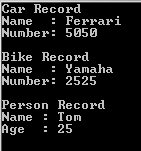 Car Record
Name  : Ferrari
Number: 5050

Bike Record
Name  : Yamaha
Number: 2525

Person Record
Name : Tom
Age  : 25